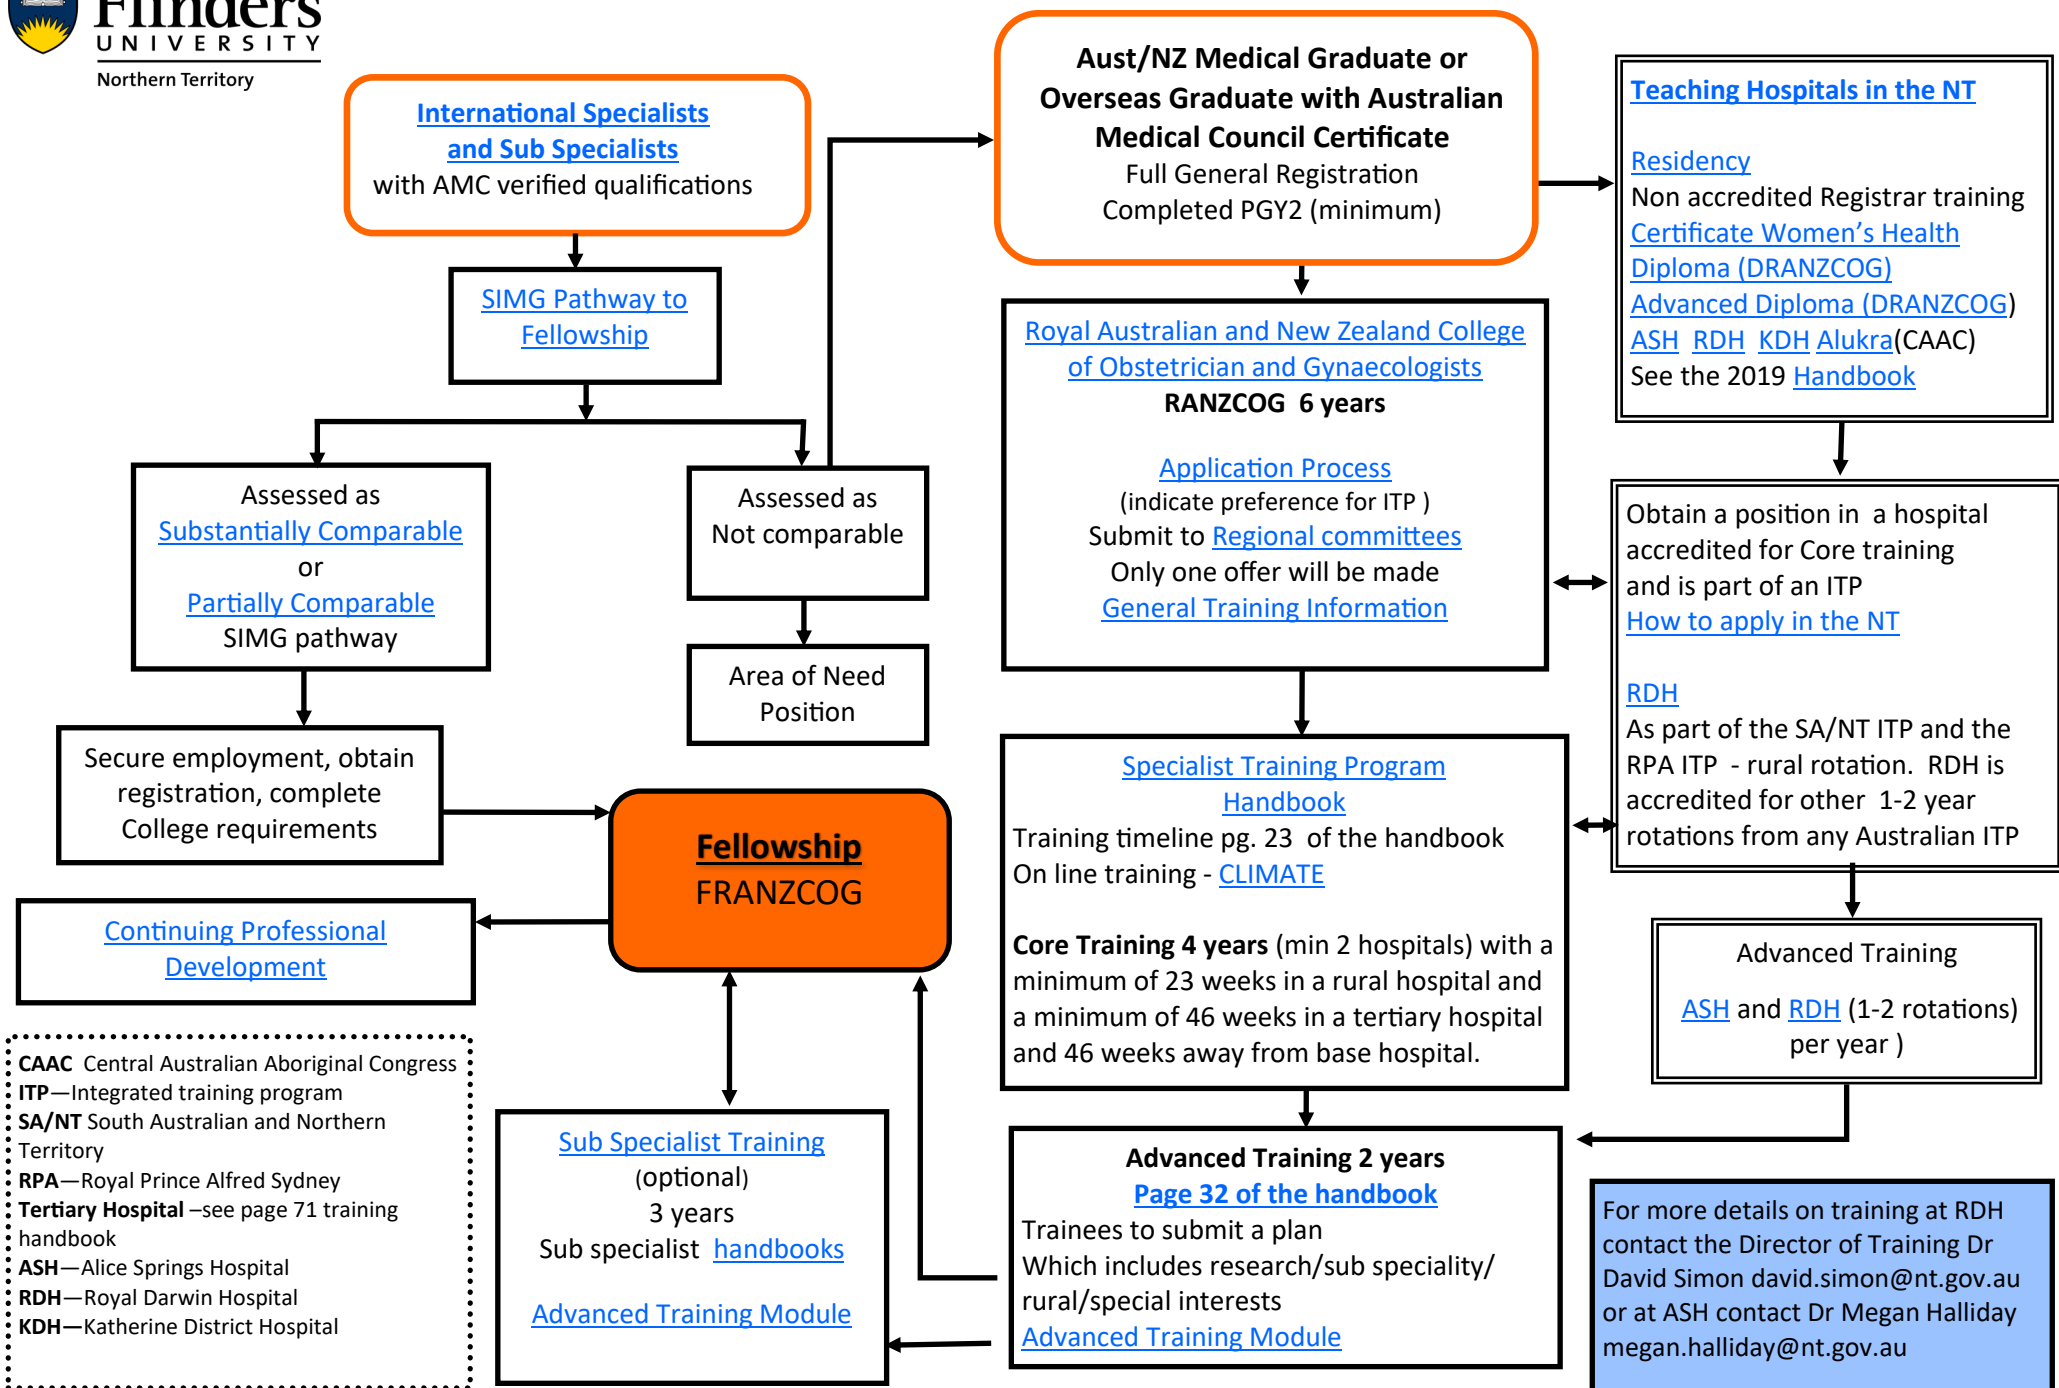 Flinders
UNIVERSITY
Northern Territory
International Specialists
and Sub Specialists
with AMC verified qualifications
SIMG Pathway to
Fellowship
Assessed as
Substantially Comparable
or
Partially Comparable
SIMG pathway
Assessed as
Not comparable
Area of Need
Position
Secure employment, obtain
registration, complete
College requirements
Fellowship
FRANZCOG
Continuing Professional
Development
CAAC Central Australian Aboriginal Congress
ITP—Integrated training program
SA/NT South Australian and Northern
Territory
RPA—Royal Prince Alfred Sydney
Tertiary Hospital –see page 71 training
handbook
ASH—Alice Springs Hospital
RDH—Royal Darwin Hospital
KDH—Katherine District Hospital
Sub Specialist Training
(optional)
3 years
Sub specialist handbooks
Advanced Training Module
Aust/NZ Medical Graduate or
Overseas Graduate with Australian
Medical Council Certificate
Full General Registration
Completed PGY2 (minimum)
Royal Australian and New Zealand College
of Obstetrician and Gynaecologists
RANZCOG 6 years
Application Process
(indicate preference for ITP )
Submit to Regional committees
Only one offer will be made
General Training Information
Specialist Training Program
Handbook
Training timeline pg. 23 of the handbook
On line training - CLIMATE
Core Training 4 years (min 2 hospitals) with a
minimum of 23 weeks in a rural hospital and
a minimum of 46 weeks in a tertiary hospital
and 46 weeks away from base hospital.
Advanced Training 2 years
Page 32 of the handbook
Trainees to submit a plan
Which includes research/sub speciality/
rural/special interests
Advanced Training Module
Teaching Hospitals in the NT
Residency
Non accredited Registrar training
Certificate Women’s Health
Diploma (DRANZCOG)
Advanced Diploma (DRANZCOG)
ASH RDH KDH Alukra(CAAC)
See the 2019 Handbook
Obtain a position in a hospital
accredited for Core training
and is part of an ITP
How to apply in the NT
RDH
As part of the SA/NT ITP and the
RPA ITP - rural rotation. RDH is
accredited for other 1-2 year
rotations from any Australian ITP
Advanced Training
ASH and RDH (1-2 rotations)
per year )
For more details on training at RDH
contact the Director of Training Dr
David Simon david.simon@nt.gov.au
or at ASH contact Dr Megan Halliday
megan.halliday@nt.gov.au